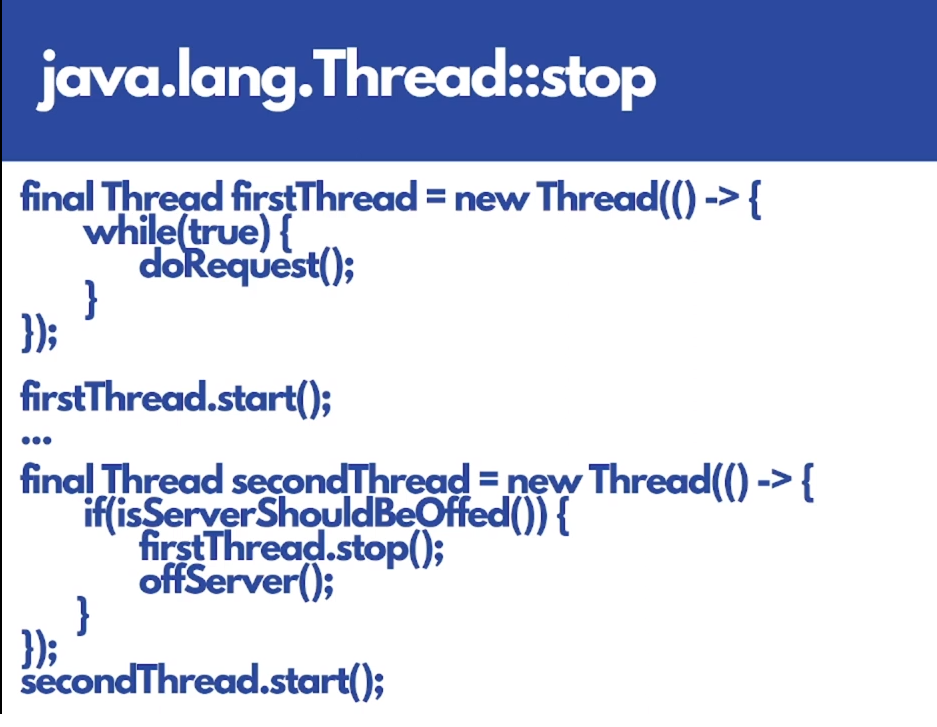 java.lang.Thread::stop
final Thread firstThread = new Thread(() -> {
while(true) {
doRequest();
}
});
firstThread.start();
...
final Thread secondThread = new Thread(() -> {
if(isServerShouldBeOffed()) {
firstThread.stop();
offServer();
}
});
secondThread.start();